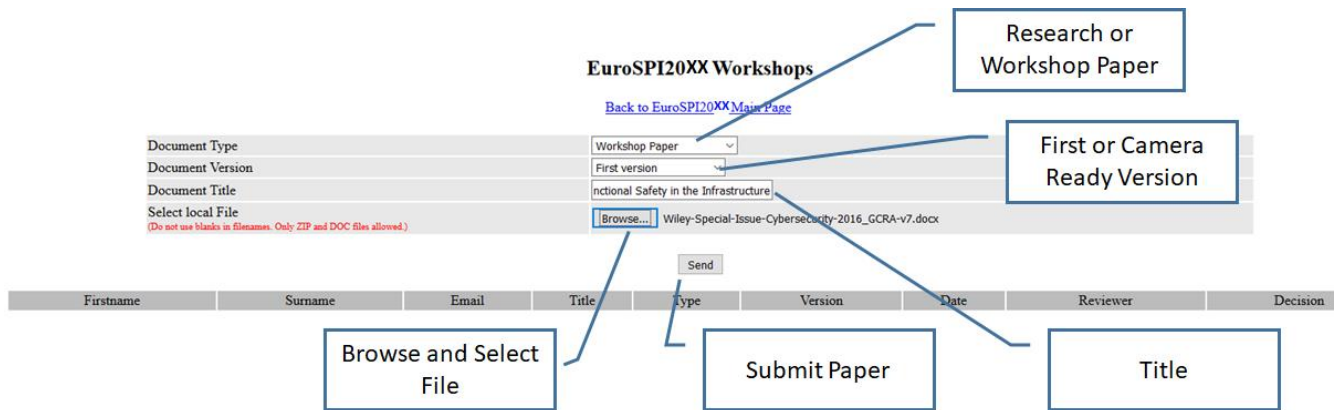 Research or
Workshop Paper
EuroSPI20XX Workshops
Back to EuroSPI20XX Main Page
Document Type
Workshop Paper
First or Camera
Ready Version
Document Version
First version
Document Title
nctional Safety in the Infrastructure
Select local File
(Do not use blanks in filenames. Only ZIP and DOC files allowed.)
Browse... Wiley-Special-Issue-Cybersecurity-2016_GCRA-v7.docx
Send
Firstname Surname Email Title Type Version Date Reviewer Decision
Browse and Select
File
Submit Paper
Title